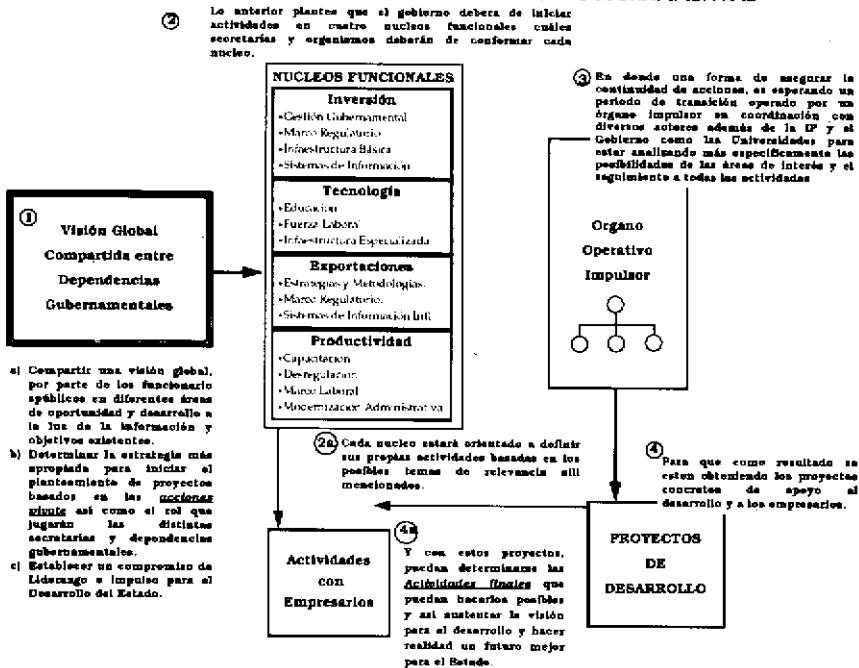 ②
Lo anterior plantes que el gobierno debera de iniciar
actividades en cuatro nucleos funcionales cuáles
secretarias y organismos deberán de conformar cada
nucleo.
NUCLEOS FUNCIONALES
Inversión
•Gestión Gubernamental
•Marco Regulatorio
•Infraestructura Básica
•Sistemas de Información
Tecnología
•Educacion
•Fuerza Laboral
•Infraestructura Especializada
Exportaciones
•Estrategias y Metodologías.
•Marco Regulatorio.
•Sistemas de Información Intl
Productividad
•Capacitacion
•Desregulacion
•Marco Laboral
•Modernizacion Administrativa
③ En donde una forma de asegurar la
continuidad de acciones, es esperando un
periodo de transición operado por un
órgano impulsor en coordinación con
diversos actores además de la IP y el
Gobierno como las Universidades para
estar analizando más especificamente las
posibilidades de las áreas de interés y el
seguimiento a todas las actividades
Organo
Operativo
Impulsor
①
Visión Global
Compartida entre
Dependencias
Gubernamentales
a) Compartir una visión global,
por parte de los funcionario
spúblicos en diferentes áreas
de oportunidad y desarrollo a
la luz de la información y
objetivos existentes.
b) Determinar la estrategia más
apropiada para iniciar el
planteamiento de proyectos
basados en las acciones
pivote así como el rol que
jugarán las distintas
secretarías y dependencias
gubernamentales.
c) Establecer un compromiso de
Liderazgo e Impulso para el
Desarrollo del Estado.
2a Cada nucleo estará orientado a definir
sus propias actividades basadas en los
posibles temas de relevancia alli
mencionados.
④
Para que como resultado se
esten obteniendo los proyectos
concretos de apoyo al
desarrollo y a los empresarios.
Actividades
con
Empresarios
4a
Y con estos proyectos,
puedan determinarse las
Actividades finales que
puedan hacerlos posibles
y asi sustentar la visión
para el desarrollo y hacer
realidad un futuro mejor
para el Estado.
PROYECTOS
DE
DESARROLLO